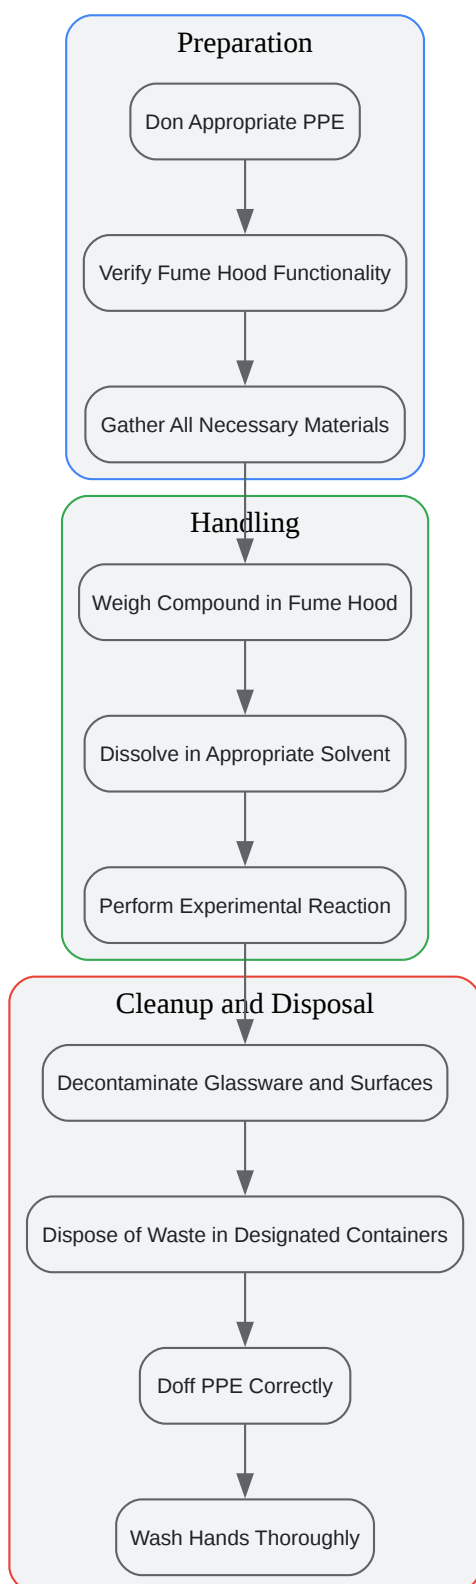 Preparation
Don Appropriate PPE
Verify Fume Hood Functionality
Gather All Necessary Materials
Handling
Weigh Compound in Fume Hood
Dissolve in Appropriate Solvent
Perform Experimental Reaction
Cleanup and Disposal
Decontaminate Glassware and Surfaces
Dispose of Waste in Designated Containers
Doff PPE Correctly
Wash Hands Thoroughly